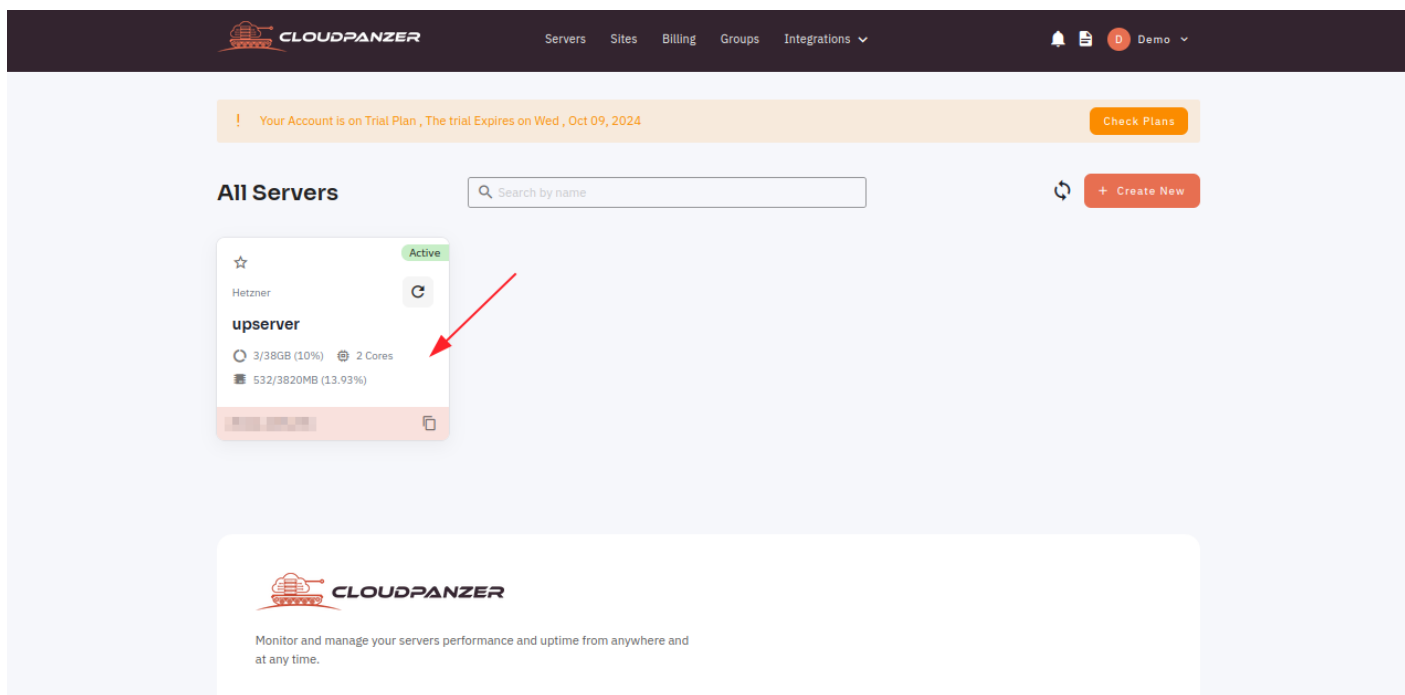 CLOUDPANZER
Servers Sites Billing Groups Integrations
D Demo
! Your Account is on Trial Plan , The trial Expires on Wed , Oct 09, 2024
Check Plans
All Servers
Search by name
+ Create New
Active
Hetzner
upserver
3/38GB (10%) 2 Cores
532/3820MB (13.93%)
CLOUDPANZER
Monitor and manage your servers performance and uptime from anywhere and
at any time.